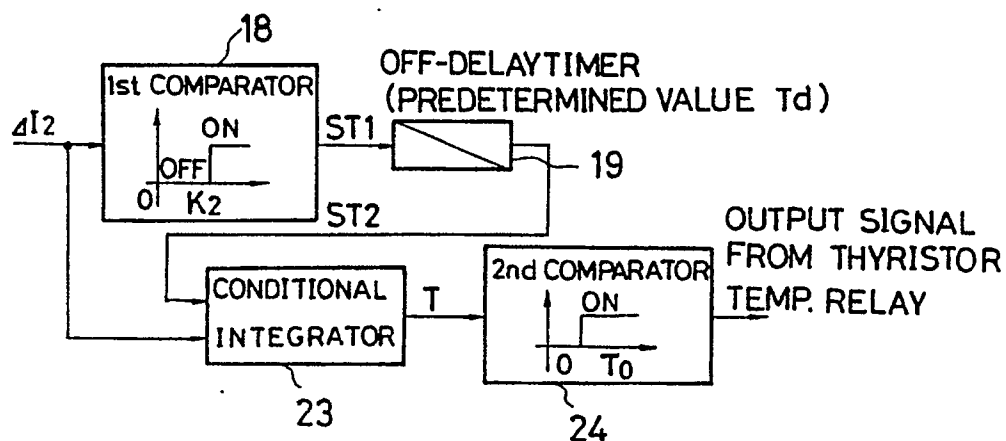 18
1st COMPARATOR
ON
OFF
0
K2
ΔI2
ST1
OFF-DELAYTIMER
(PREDETERMINED VALUE Td)
19
ST2
CONDITIONAL
INTEGRATOR
23
T
2nd COMPARATOR
ON
0
To
24
OUTPUT SIGNAL
FROM THYRISTOR
TEMP. RELAY